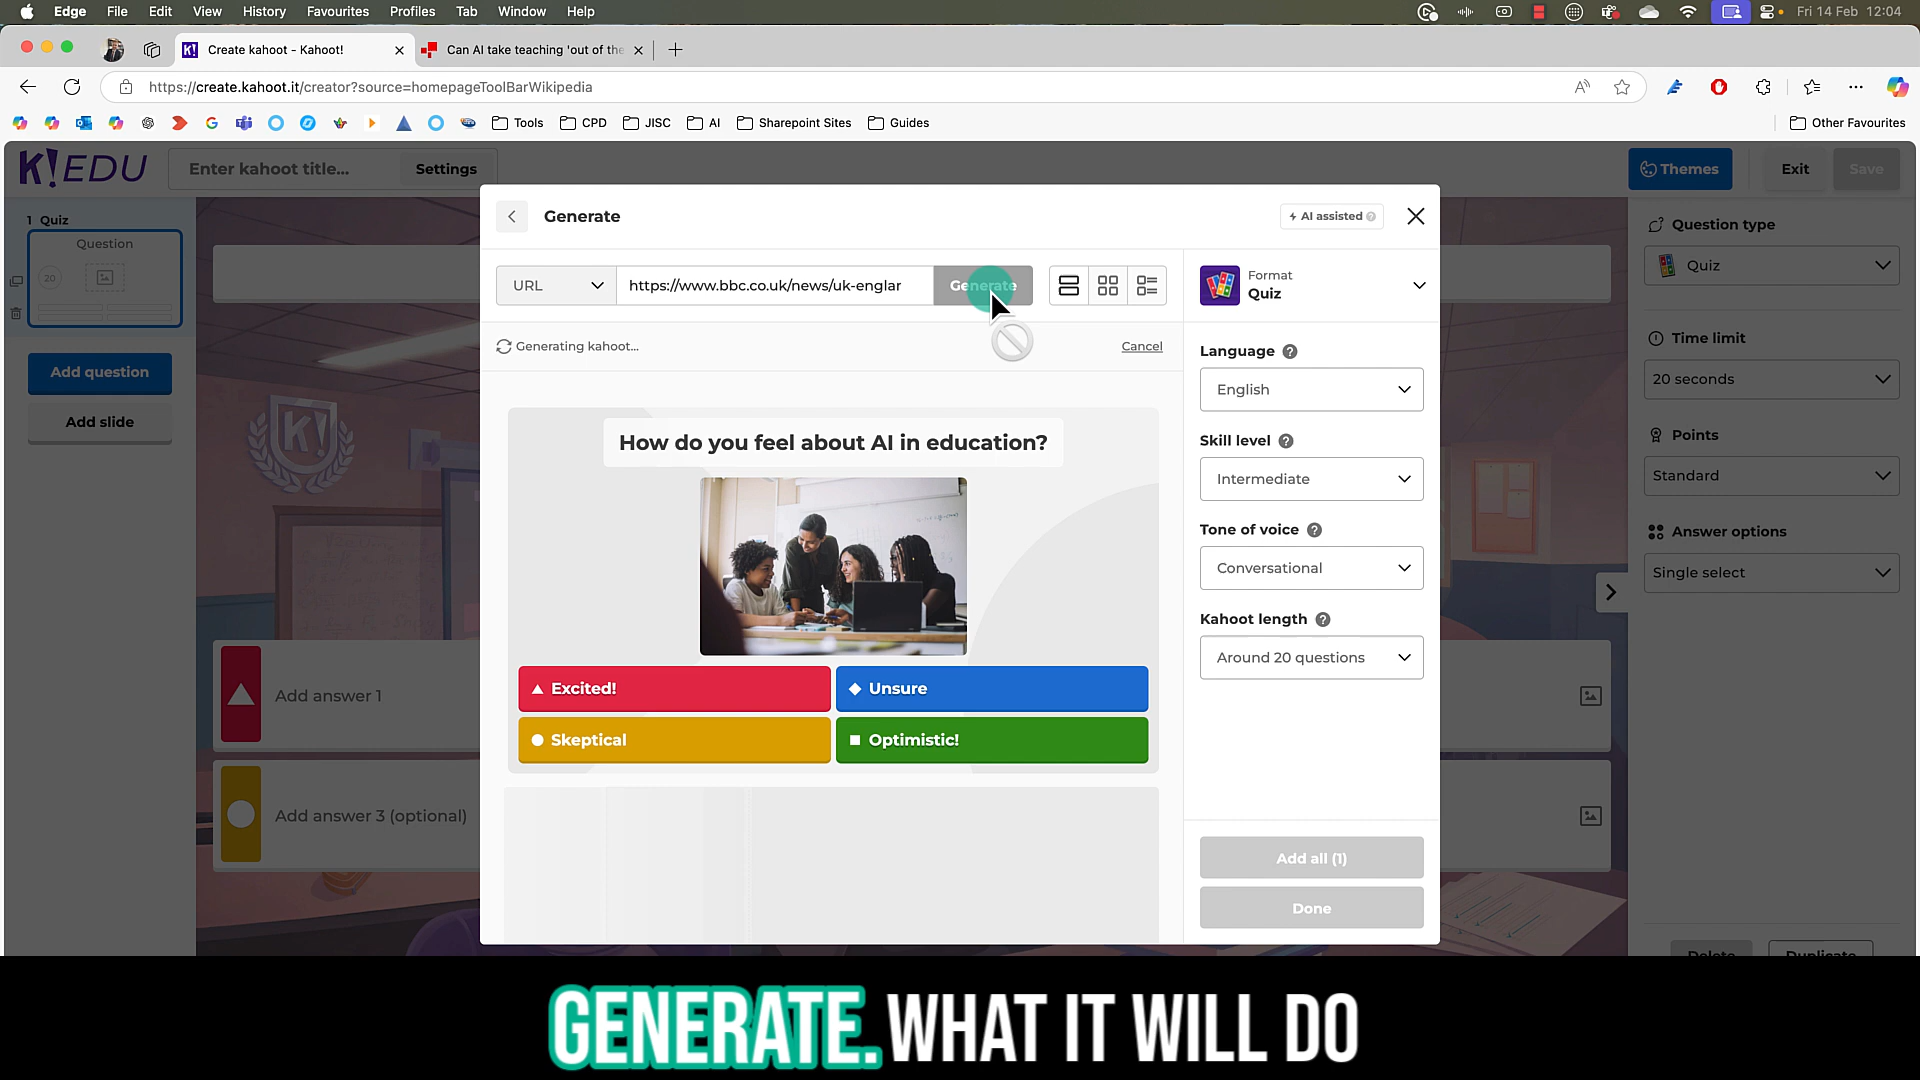 Edge File Edit View History Favourites Profiles Tab Window Help
Fri 14 Feb 12:04
Create kahoot - Kahoot!
Can AI take teaching 'out of the
https://create.kahoot.it/creator?source=homepageToolBarWikipedia
Tools CPD JISC AI Sharepoint Sites Guides
Other Favourites
K!EDU
Enter kahoot title...
Settings
Themes
Exit
Save
1 Quiz
Question
20
Add question
Add slide
Generate
AI assisted
URL
https://www.bbc.co.uk/news/uk-englar
Generate
Generating kahoot...
Cancel
How do you feel about AI in education?
Excited!
Unsure
Skeptical
Optimistic!
Format
Quiz
Language
English
Skill level
Intermediate
Tone of voice
Conversational
Kahoot length
Around 20 questions
Add all (1)
Done
Add answer 1
Add answer 3 (optional)
Question type
Quiz
Time limit
20 seconds
Points
Standard
Answer options
Single select
Delete
Duplicate
GENERATE. WHAT IT WILL DO